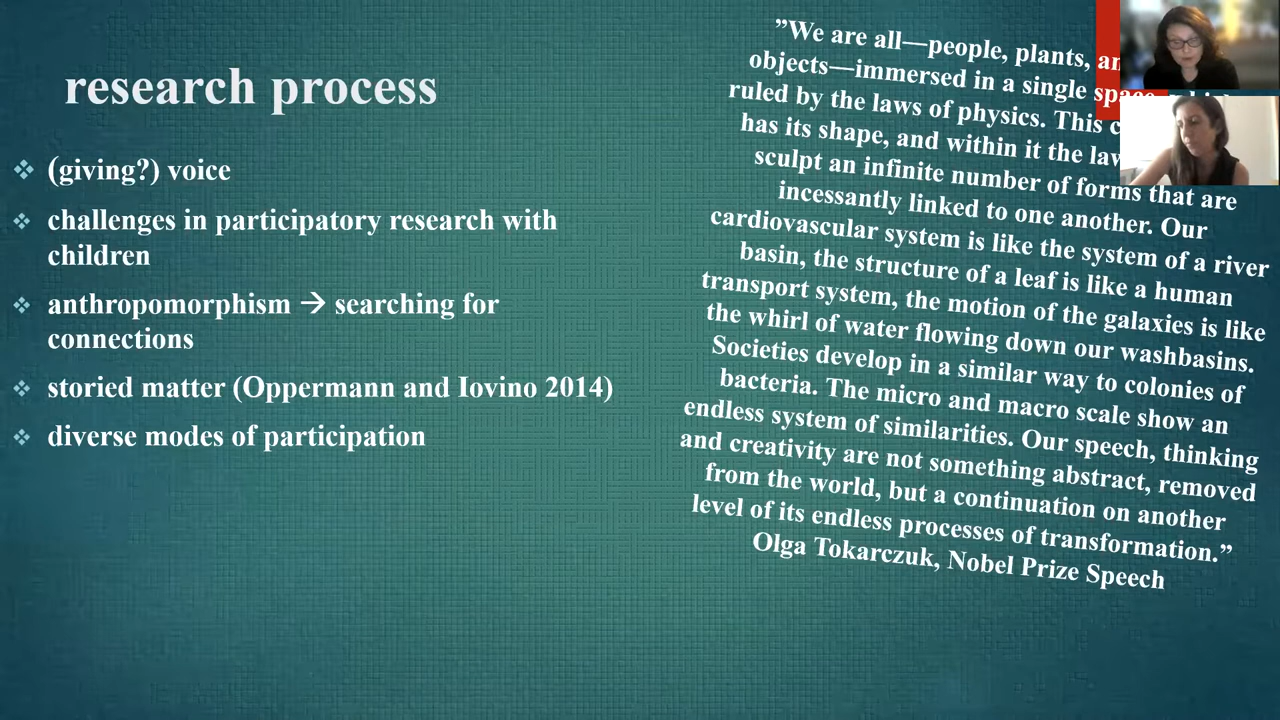 research process
❖ (giving?) voice
❖ challenges in participatory research with
children
❖ anthropomorphism → searching for
connections
❖ storied matter (Oppermann and Iovino 2014)
❖ diverse modes of participation
”We are all—people, plants,
objects—immersed in a single
ruled by the laws of physics. This
has its shape, and within it the
sculpt an infinite number of forms that are
incessantly linked to one another. Our
cardiovascular system is like the system of a river
basin, the structure of a leaf is like a human
transport system, the motion of the galaxies is like
the whirl of water flowing down our washbasins.
Societies develop in a similar way to colonies of
bacteria. The micro and macro scale show an
endless system of similarities. Our speech, thinking
and creativity are not something abstract, removed
from the world, but a continuation on another
level of its endless processes of transformation.”
Olga Tokarczuk, Nobel Prize Speech